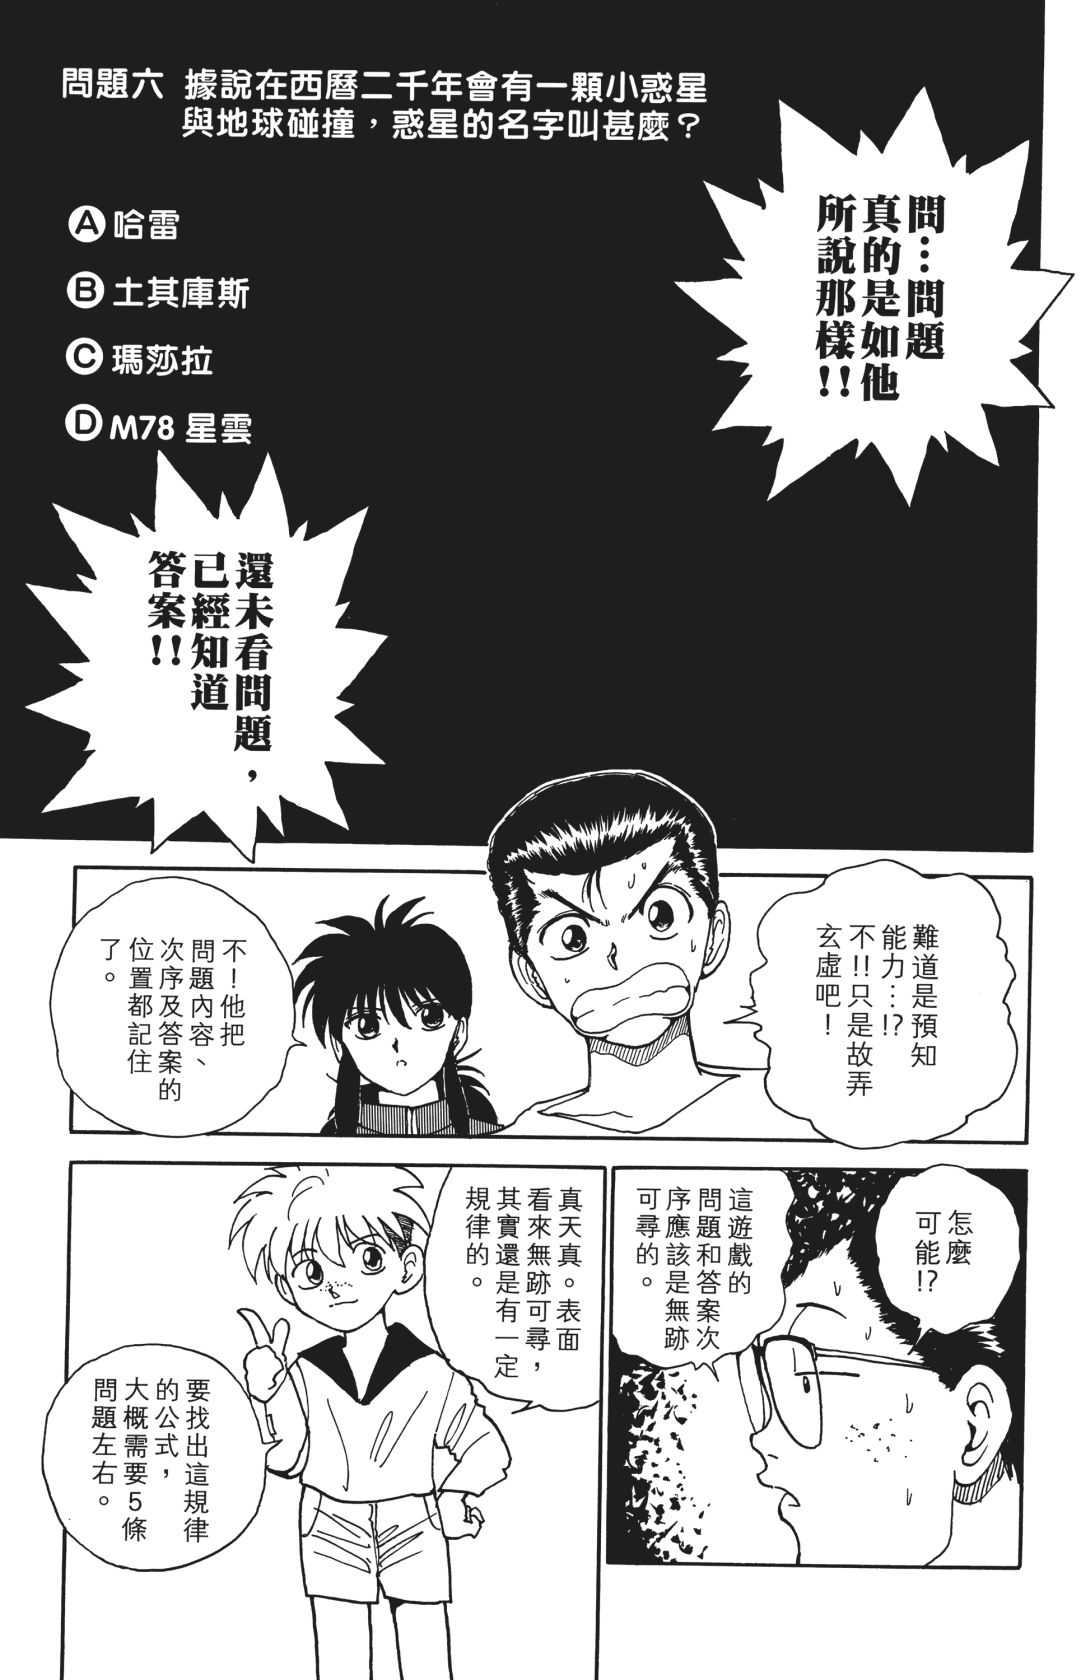 問題六 據說在西曆二千年會有一顆小惑星
與地球碰撞，惑星的名字叫甚麼？
Ⓐ哈雷
Ⓑ土其庫斯
Ⓒ瑪莎拉
ⒹM78星雲
問…問題
真的是如他
所說那樣!!
還未看問題，
已經知道
答案!!
難道是預知
能力…!?
不!!只是故弄
玄虛吧！
不！他把
問題內容、
次序及答案的
位置都記住
了。
怎麼
可能!?
這遊戲的
問題和答案次
序應該是無跡
可尋的。
真天真。表面
看來無跡可尋，
其實還是有一定
規律的。
要找出這規律
的公式，
大概需要5條
問題左右。